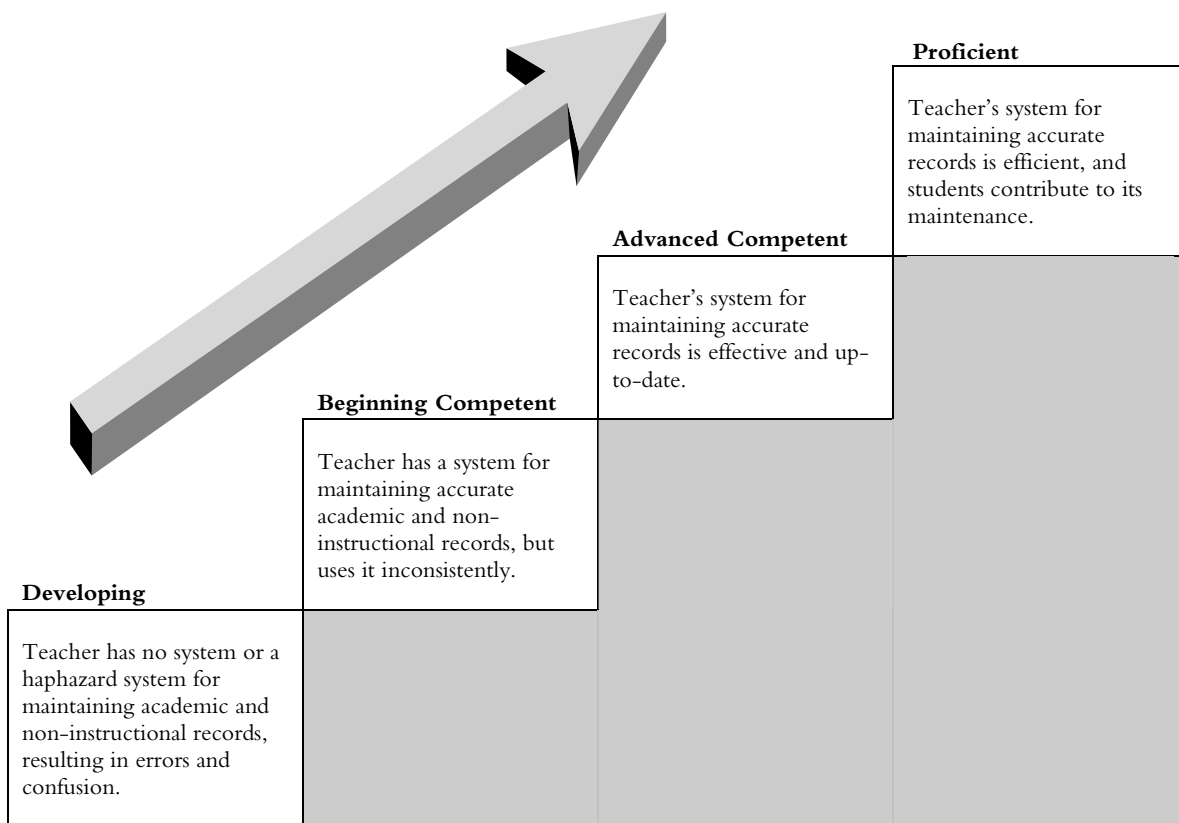 Proficient
Teacher’s system for
maintaining accurate
records is efficient, and
students contribute to its
maintenance.
Advanced Competent
Teacher’s system for
maintaining accurate
records is effective and up-
to-date.
Beginning Competent
Teacher has a system for
maintaining accurate
academic and non-
instructional records, but
uses it inconsistently.
Developing
Teacher has no system or a
haphazard system for
maintaining academic and
non-instructional records,
resulting in errors and
confusion.